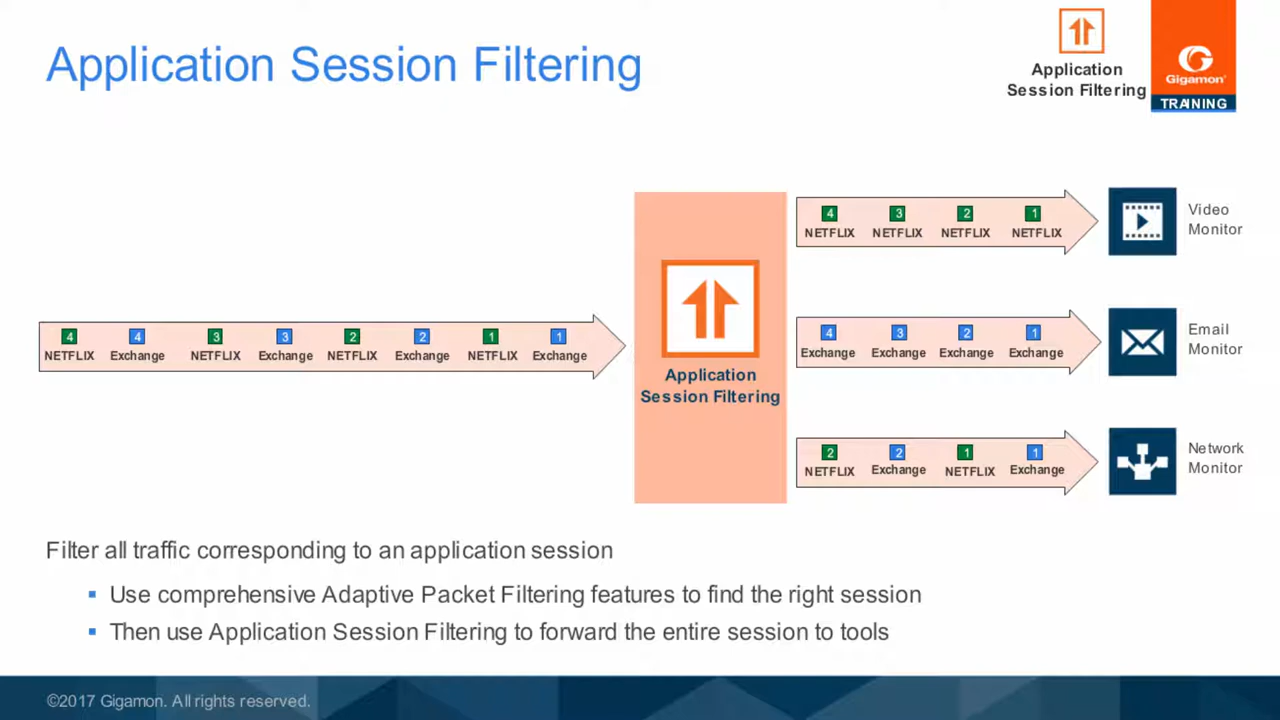 Application Session Filtering
Application
Session Filtering
Gigamon®
TRAINING
4 3 2 1
NETFLIX NETFLIX NETFLIX NETFLIX
Video
Monitor
4 4 3 3 2 2 1 1
NETFLIX Exchange NETFLIX Exchange NETFLIX Exchange NETFLIX Exchange
Application
Session Filtering
4 3 2 1
Exchange Exchange Exchange Exchange
Email
Monitor
2 2 1 1
NETFLIX Exchange NETFLIX Exchange
Network
Monitor
Filter all traffic corresponding to an application session
▪ Use comprehensive Adaptive Packet Filtering features to find the right session
▪ Then use Application Session Filtering to forward the entire session to tools
©2017 Gigamon. All rights reserved.